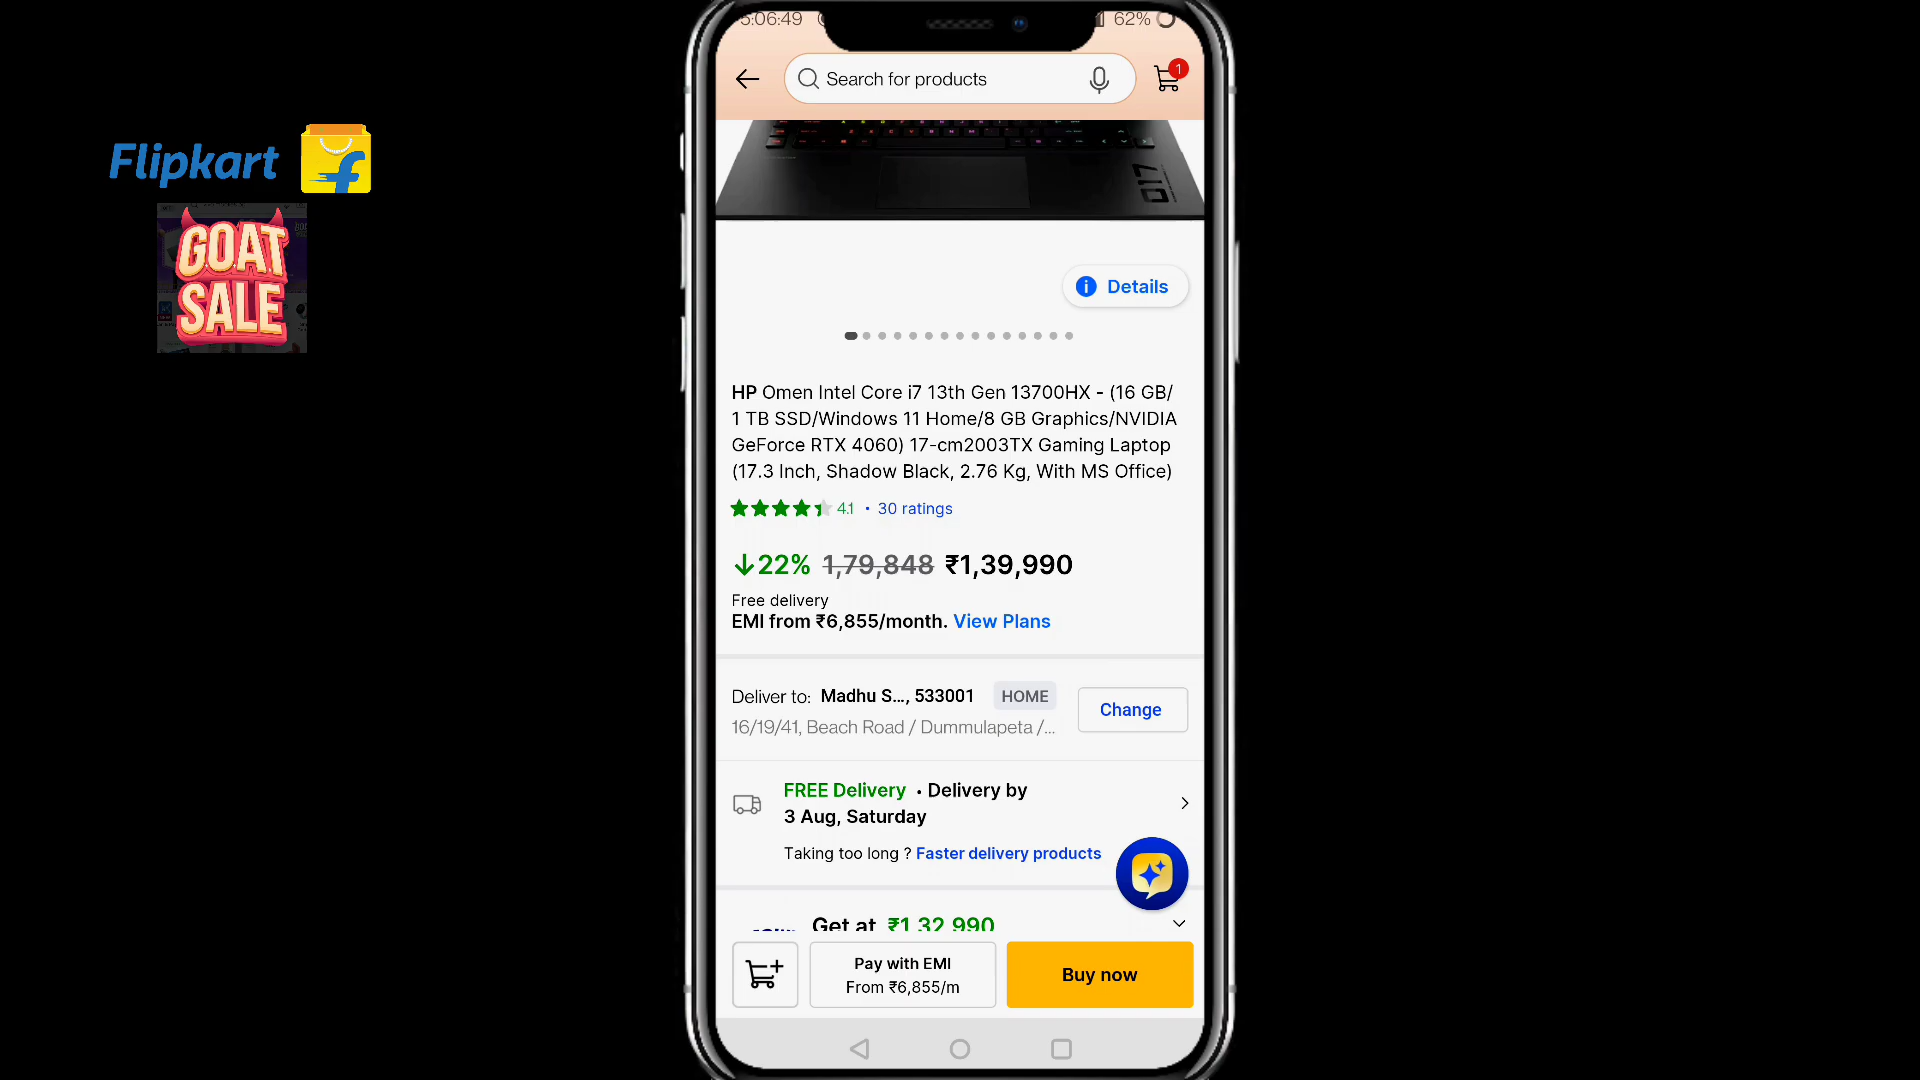 5:06:49
62%
Search for products
1
Flipkart
f
GOAT
SALE
Details
HP Omen Intel Core i7 13th Gen 13700HX - (16 GB/
1 TB SSD/Windows 11 Home/8 GB Graphics/NVIDIA
GeForce RTX 4060) 17-cm2003TX Gaming Laptop
(17.3 Inch, Shadow Black, 2.76 Kg, With MS Office)
4.1 • 30 ratings
↓22% 1,79,848 ₹1,39,990
Free delivery
EMI from ₹6,855/month. View Plans
Deliver to: Madhu S..., 533001 HOME
Change
16/19/41, Beach Road / Dummulapeta /...
FREE Delivery • Delivery by
3 Aug, Saturday
Taking too long ? Faster delivery products
Get at ₹1,32,990
Pay with EMI
From ₹6,855/m
Buy now